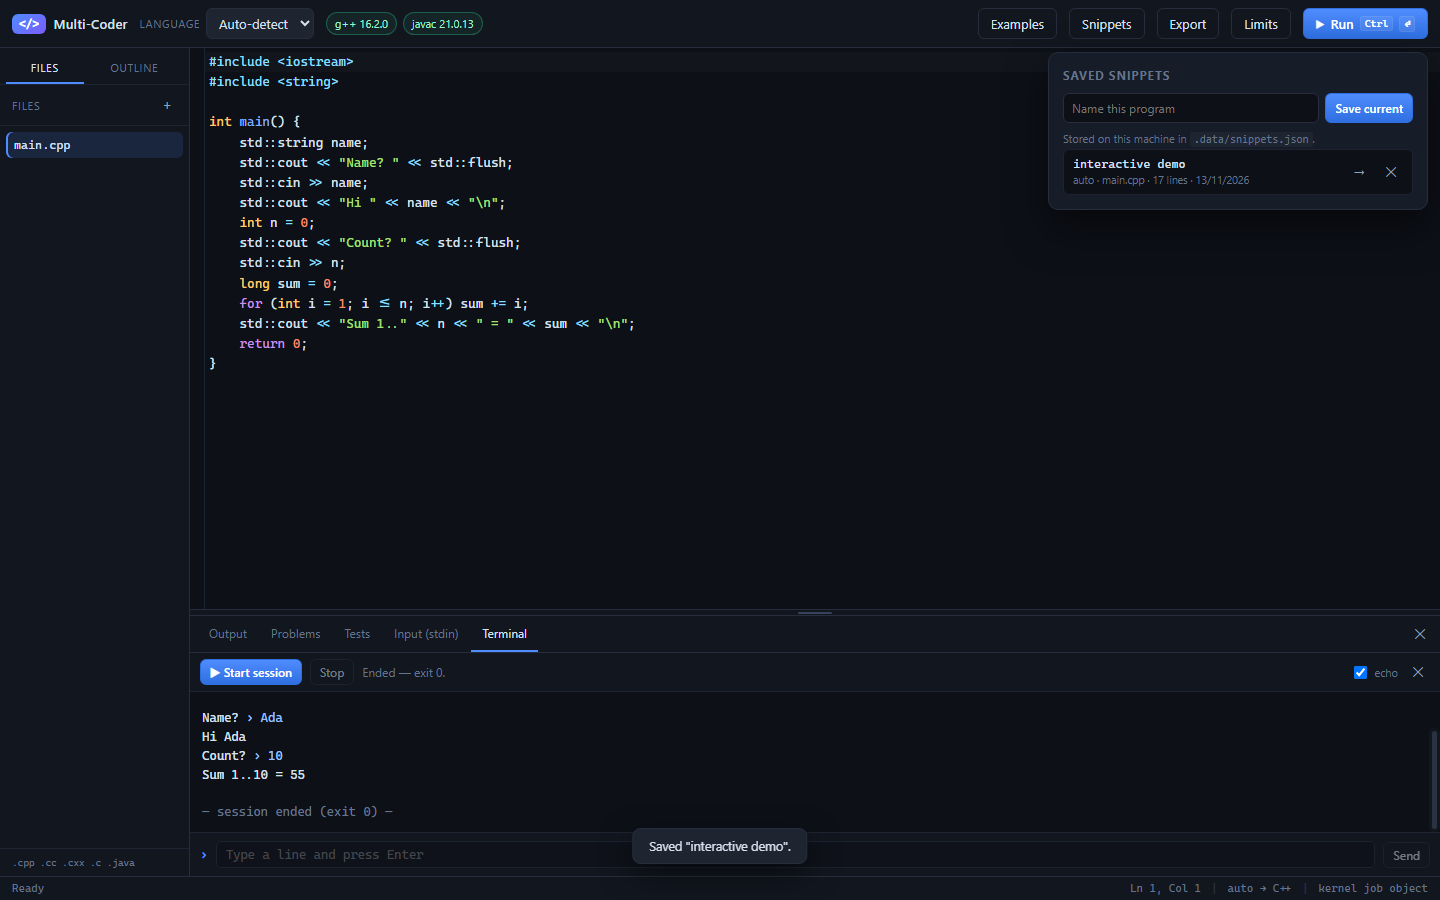 </> Multi-Coder LANGUAGE Auto-detect g++ 16.2.0 javac 21.0.13 Examples Snippets Export Limits ▶ Run Ctrl ⏎
FILES OUTLINE
FILES +
main.cpp
#include <iostream>
#include <string>
int main() {
std::string name;
std::cout << "Name? " << std::flush;
std::cin >> name;
std::cout << "Hi " << name << "\n";
int n = 0;
std::cout << "Count? " << std::flush;
std::cin >> n;
long sum = 0;
for (int i = 1; i <= n; i++) sum += i;
std::cout << "Sum 1.." << n << " = " << sum << "\n";
return 0;
}
SAVED SNIPPETS
Name this program Save current
Stored on this machine in .data/snippets.json.
interactive demo
auto · main.cpp · 17 lines · 13/11/2026
Output Problems Tests Input (stdin) Terminal
▶ Start session Stop Ended — exit 0. echo
Name? › Ada
Hi Ada
Count? › 10
Sum 1..10 = 55
— session ended (exit 0) —
Saved "interactive demo".
› Type a line and press Enter Send
.cpp .cc .cxx .c .java
Ready Ln 1, Col 1 auto → C++ kernel job object